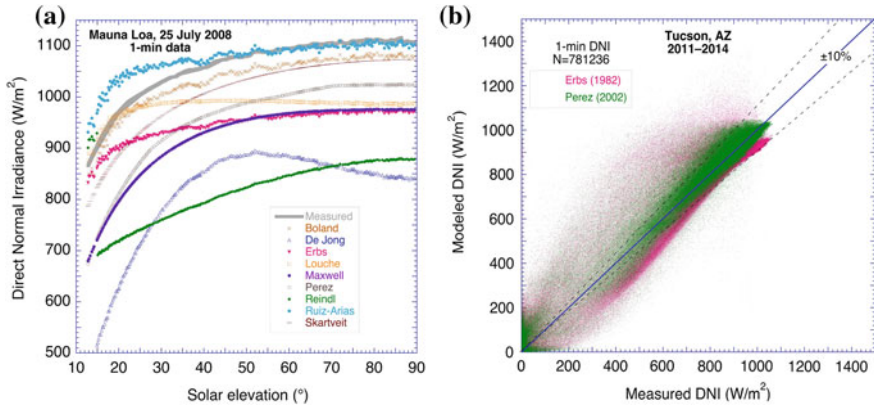 (a)
Mauna Loa, 25 July 2008
1-min data
Direct Normal Irradiance (W/m²)
1100
1000
900
800
700
600
500
Measured
Boland
De Jong
Erbs
Louche
Maxwell
Perez
Reindl
Ruiz-Arias
Skartveit
10 20 30 40 50 60 70 80 90
Solar elevation (°)
(b)
1-min DNI
N=781236
Tucson, AZ
2011–2014
±10%
Erbs (1982)
Perez (2002)
Modeled DNI (W/m²)
1400
1200
1000
800
600
400
200
0
0 200 400 600 800 1000 1200 1400
Measured DNI (W/m²)